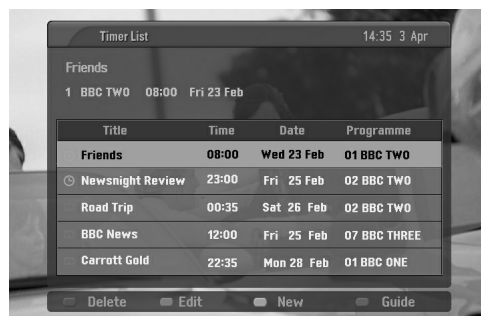 Timer List 14:35 3 Apr
Friends
1 BBC TWO 08:00 Fri 23 Feb
Title Time Date Programme
Friends 08:00 Wed 23 Feb 01 BBC TWO
Newsnight Review 23:00 Fri 25 Feb 02 BBC TWO
Road Trip 00:35 Sat 26 Feb 02 BBC TWO
BBC News 12:00 Fri 25 Feb 07 BBC THREE
Carrott Gold 22:35 Mon 28 Feb 01 BBC ONE
Delete Edit New Guide